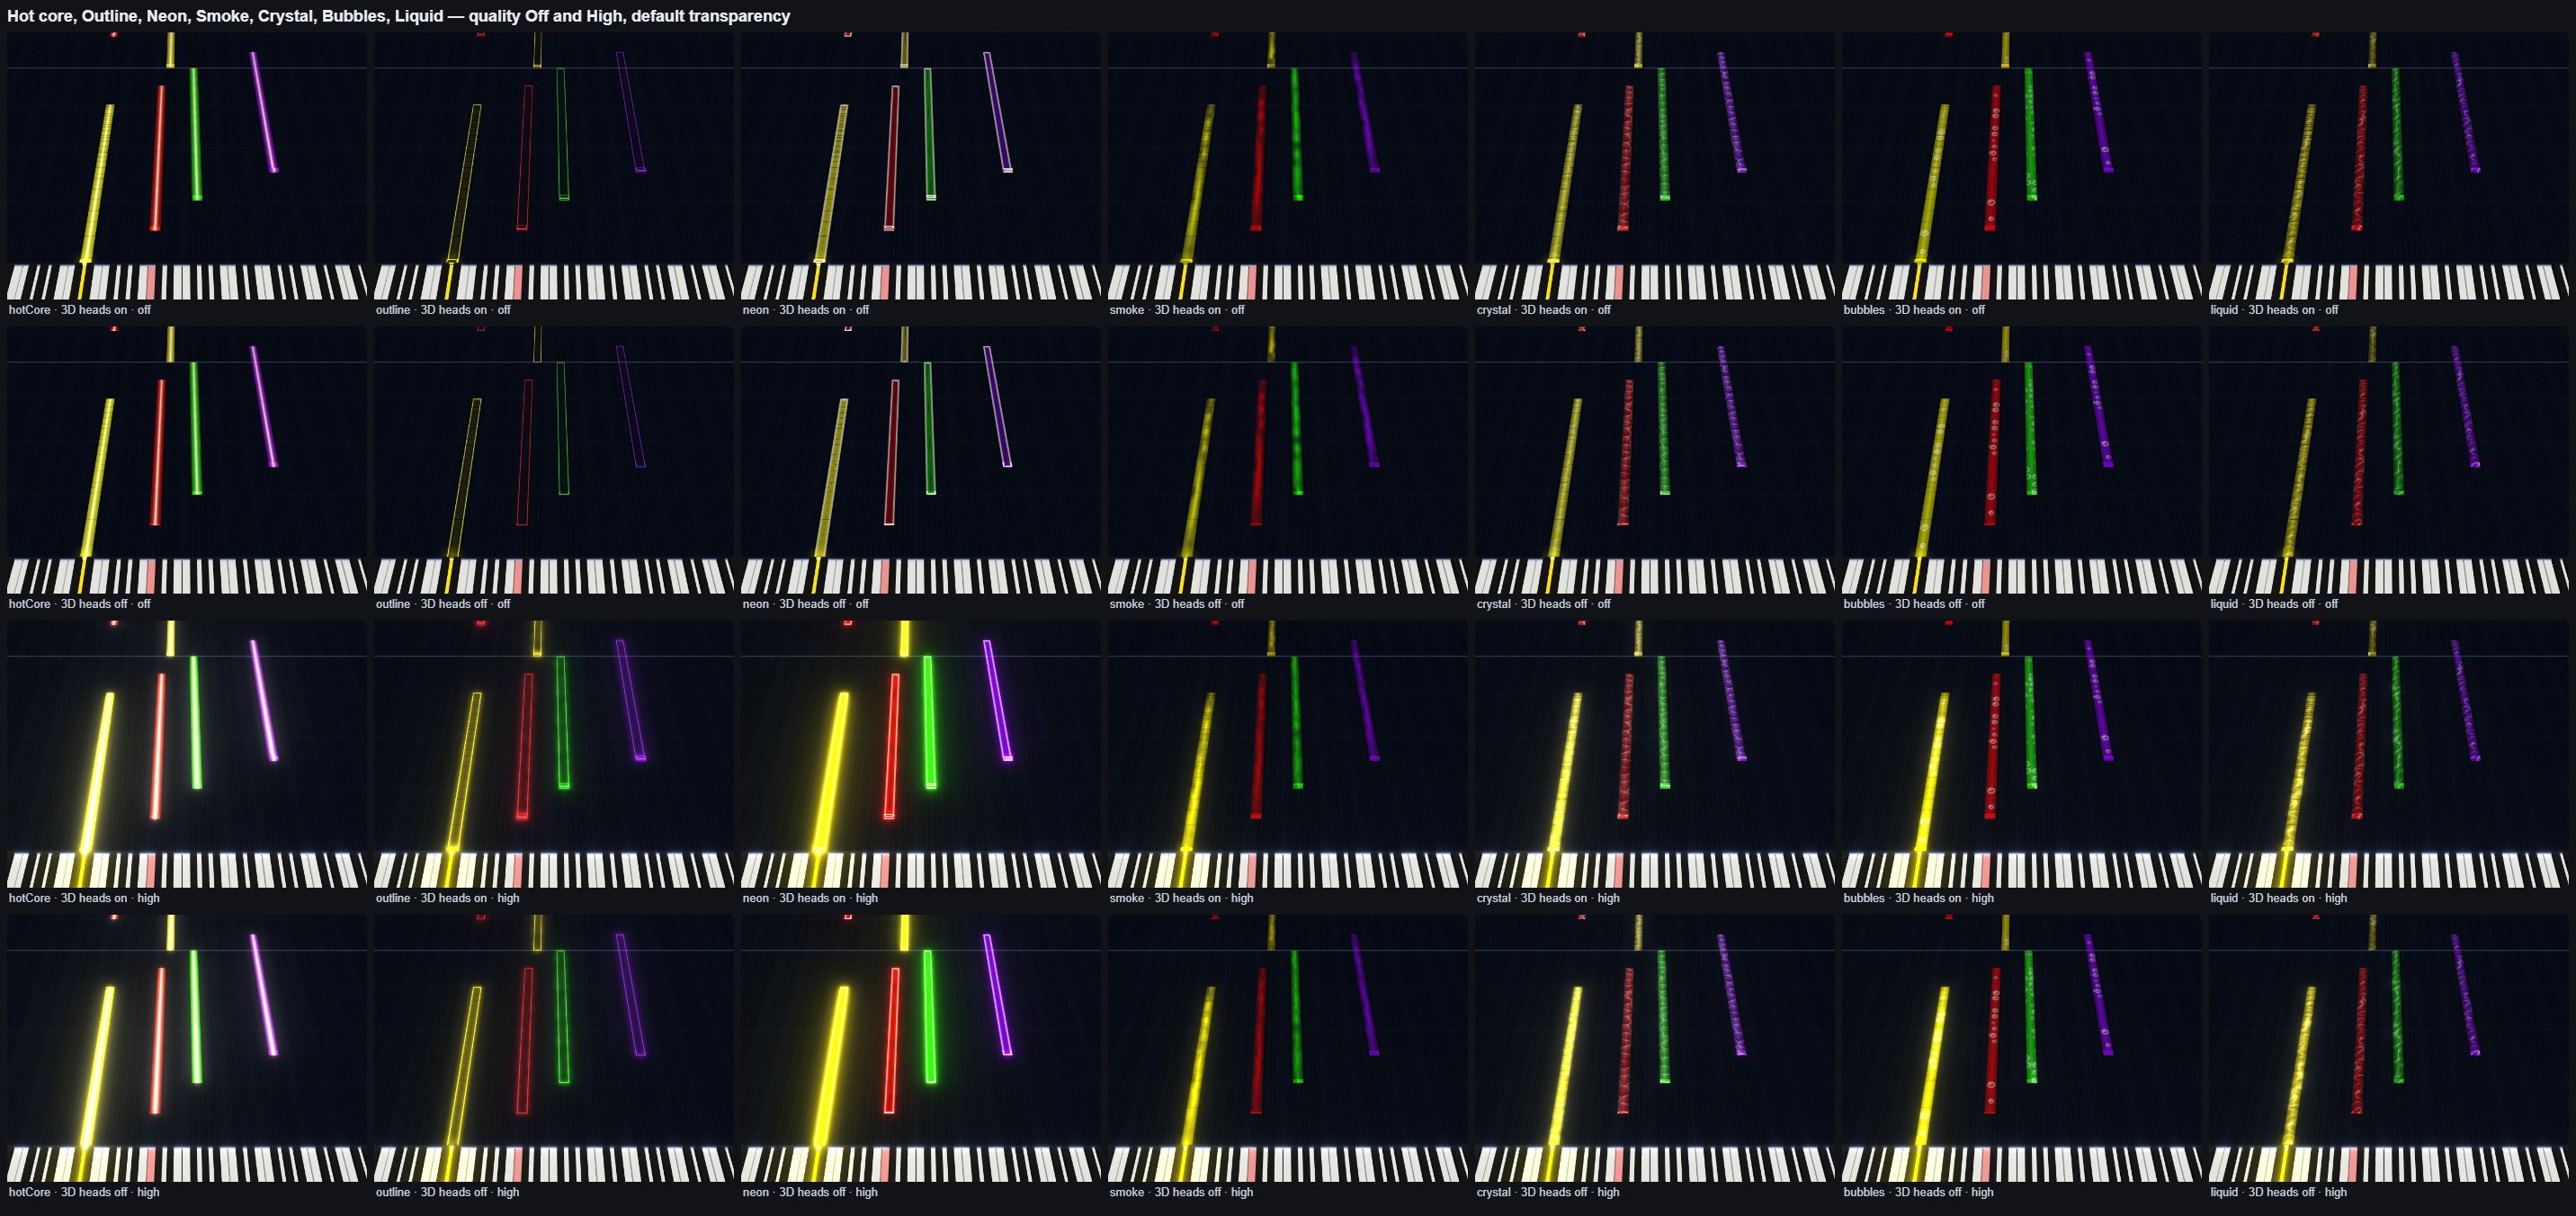 Hot core, Outline, Neon, Smoke, Crystal, Bubbles, Liquid — quality Off and High, default transparency
hotCore · 3D heads on · off
outline · 3D heads on · off
neon · 3D heads on · off
smoke · 3D heads on · off
crystal · 3D heads on · off
bubbles · 3D heads on · off
liquid · 3D heads on · off
hotCore · 3D heads off · off
outline · 3D heads off · off
neon · 3D heads off · off
smoke · 3D heads off · off
crystal · 3D heads off · off
bubbles · 3D heads off · off
liquid · 3D heads off · off
hotCore · 3D heads on · high
outline · 3D heads on · high
neon · 3D heads on · high
smoke · 3D heads on · high
crystal · 3D heads on · high
bubbles · 3D heads on · high
liquid · 3D heads on · high
hotCore · 3D heads off · high
outline · 3D heads off · high
neon · 3D heads off · high
smoke · 3D heads off · high
crystal · 3D heads off · high
bubbles · 3D heads off · high
liquid · 3D heads off · high